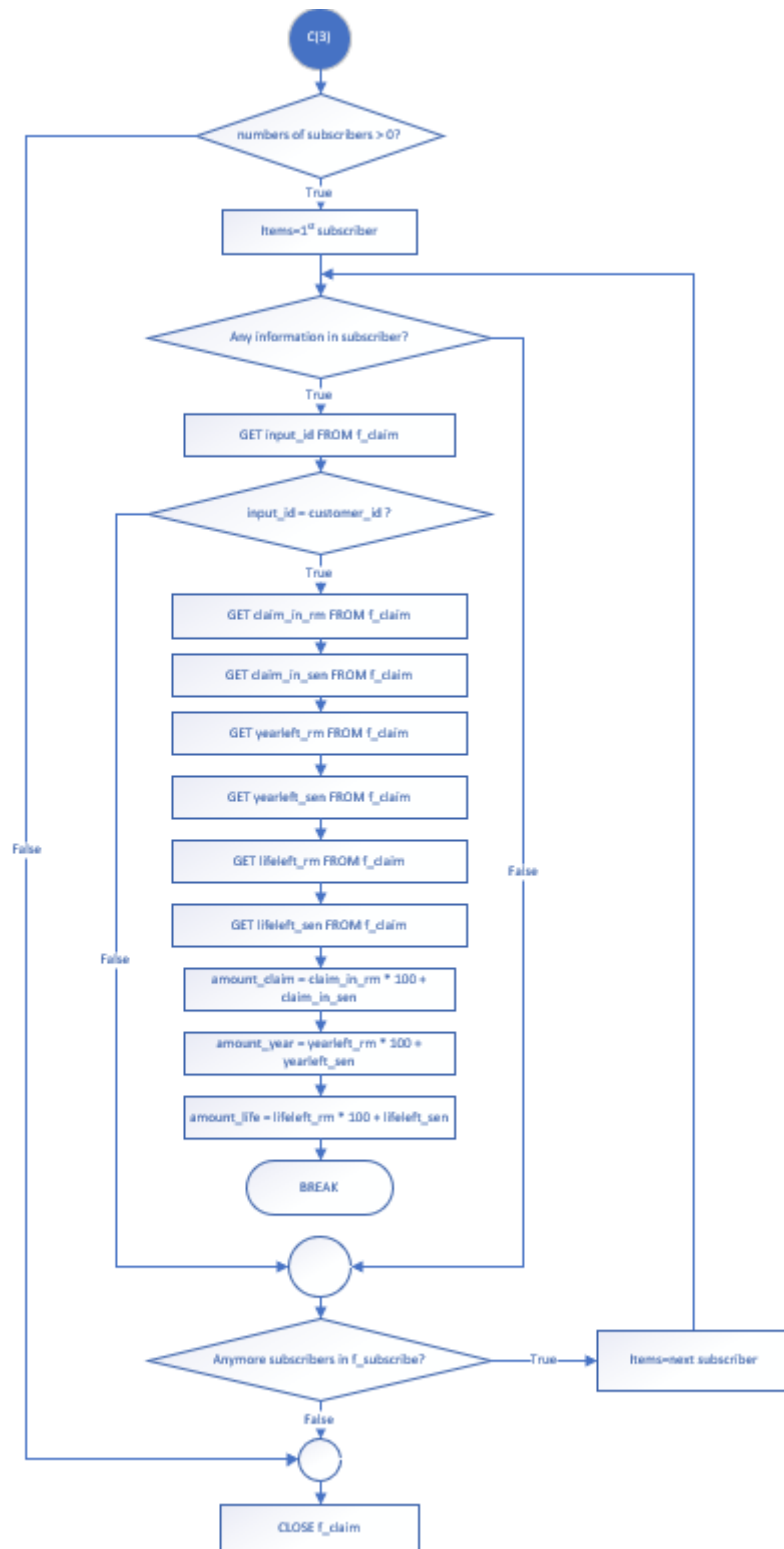 C(3)
numbers of subscribers > 0?
True
Items=1st subscriber
Any information in subscriber?
True
GET input_id FROM f_claim
input_id = customer_id ?
True
GET claim_in_rm FROM f_claim
GET claim_in_sen FROM f_claim
GET yearleft_rm FROM f_claim
GET yearleft_sen FROM f_claim
False
GET lifeleft_rm FROM f_claim
False
GET lifeleft_sen FROM f_claim
False
amount_claim = claim_in_rm * 100 +
claim_in_sen
amount_year = yearleft_rm * 100 +
yearleft_sen
amount_life = lifeleft_rm * 100 + lifeleft_sen
BREAK
Anymore subscribers in f_subscribe?
True
Items=next subscriber
False
CLOSE f_claim